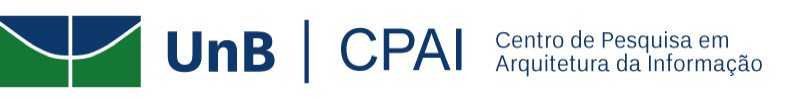 UnB | CPAI
Centro de Pesquisa em
Arquitetura da Informação